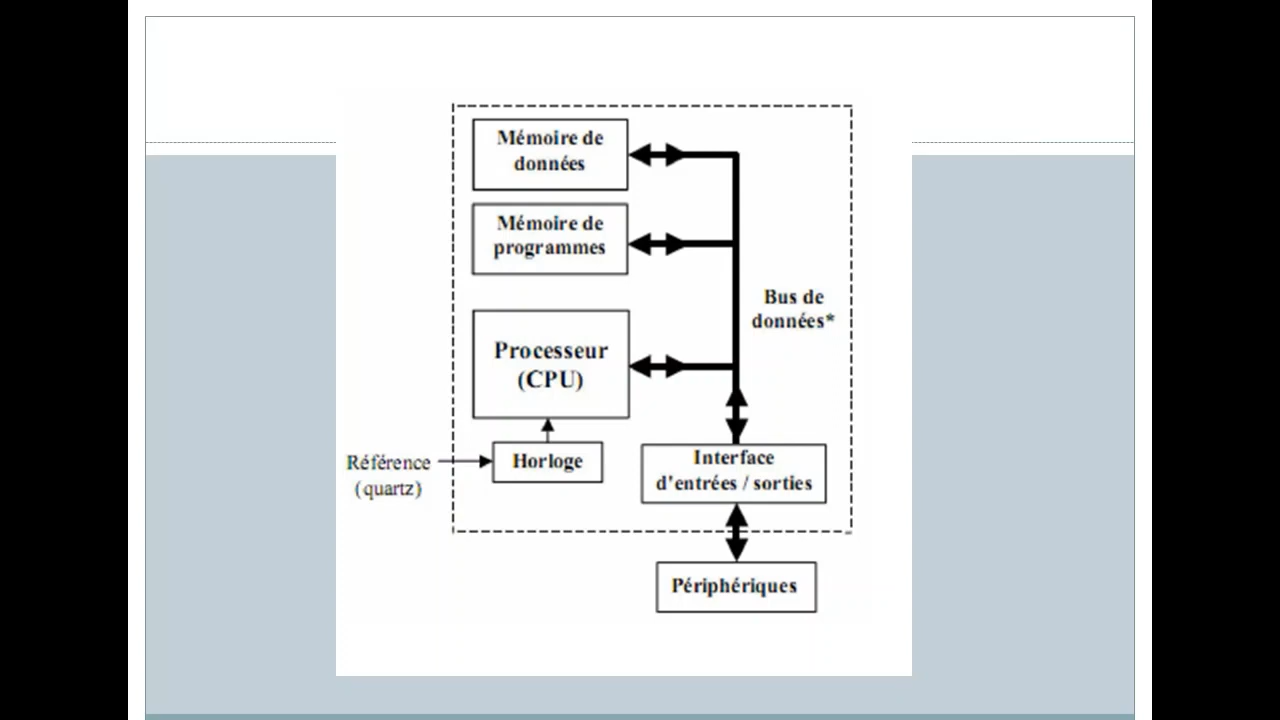 Mémoire de
données
Mémoire de
programmes
Bus de
données*
Processeur
(CPU)
Référence
(quartz)
Horloge
Interface
d'entrées / sorties
Périphériques